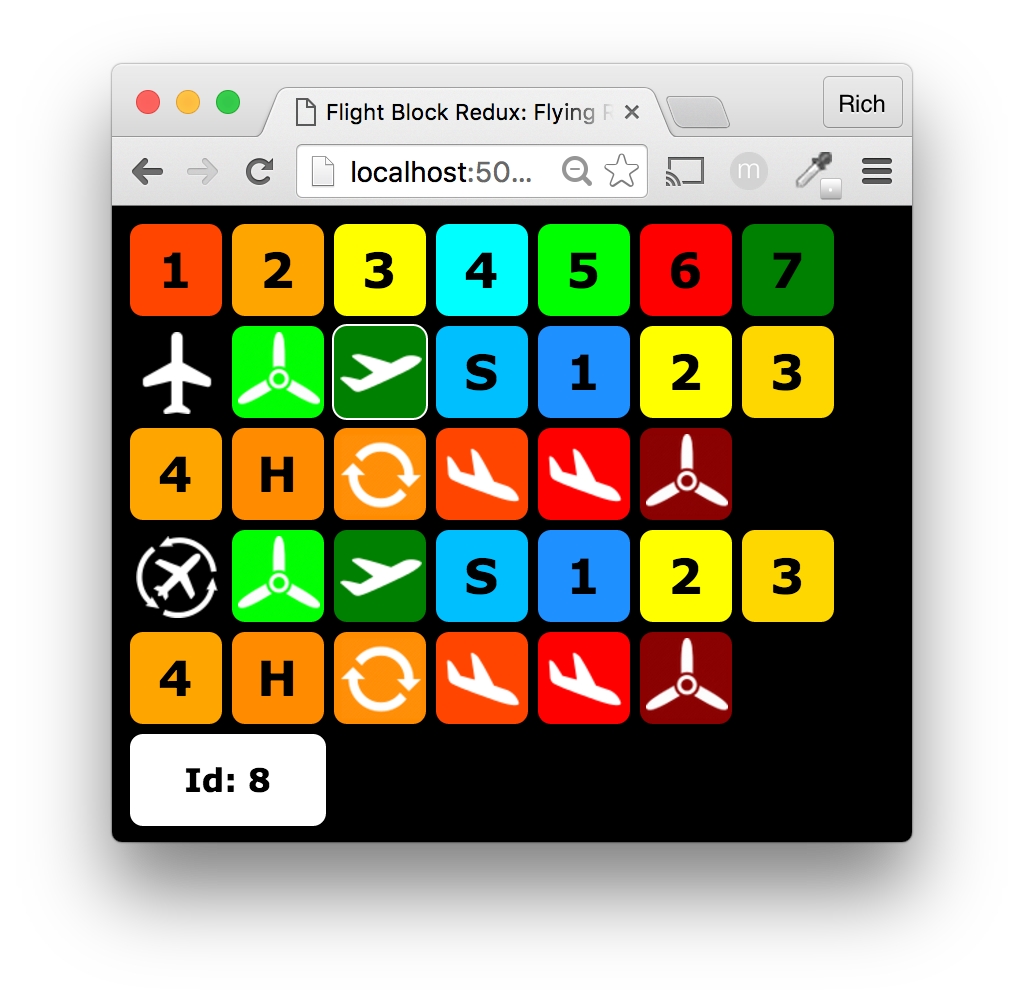 Flight Block Redux: Flying R
Rich
localhost:50...
m
1 2 3 4 5 6 7
S 1 2 3
4 H
S 1 2 3
4 H
Id: 8